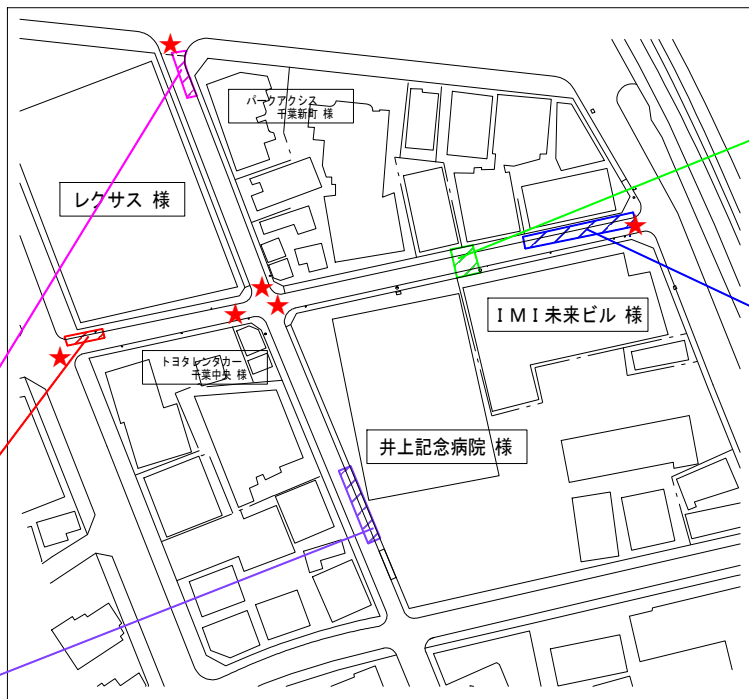 パークアクシス
千葉新町 様
レクサス 様
ＩＭＩ未来ビル 様
トヨタレンタカー
千葉中央 様
井上記念病院 様